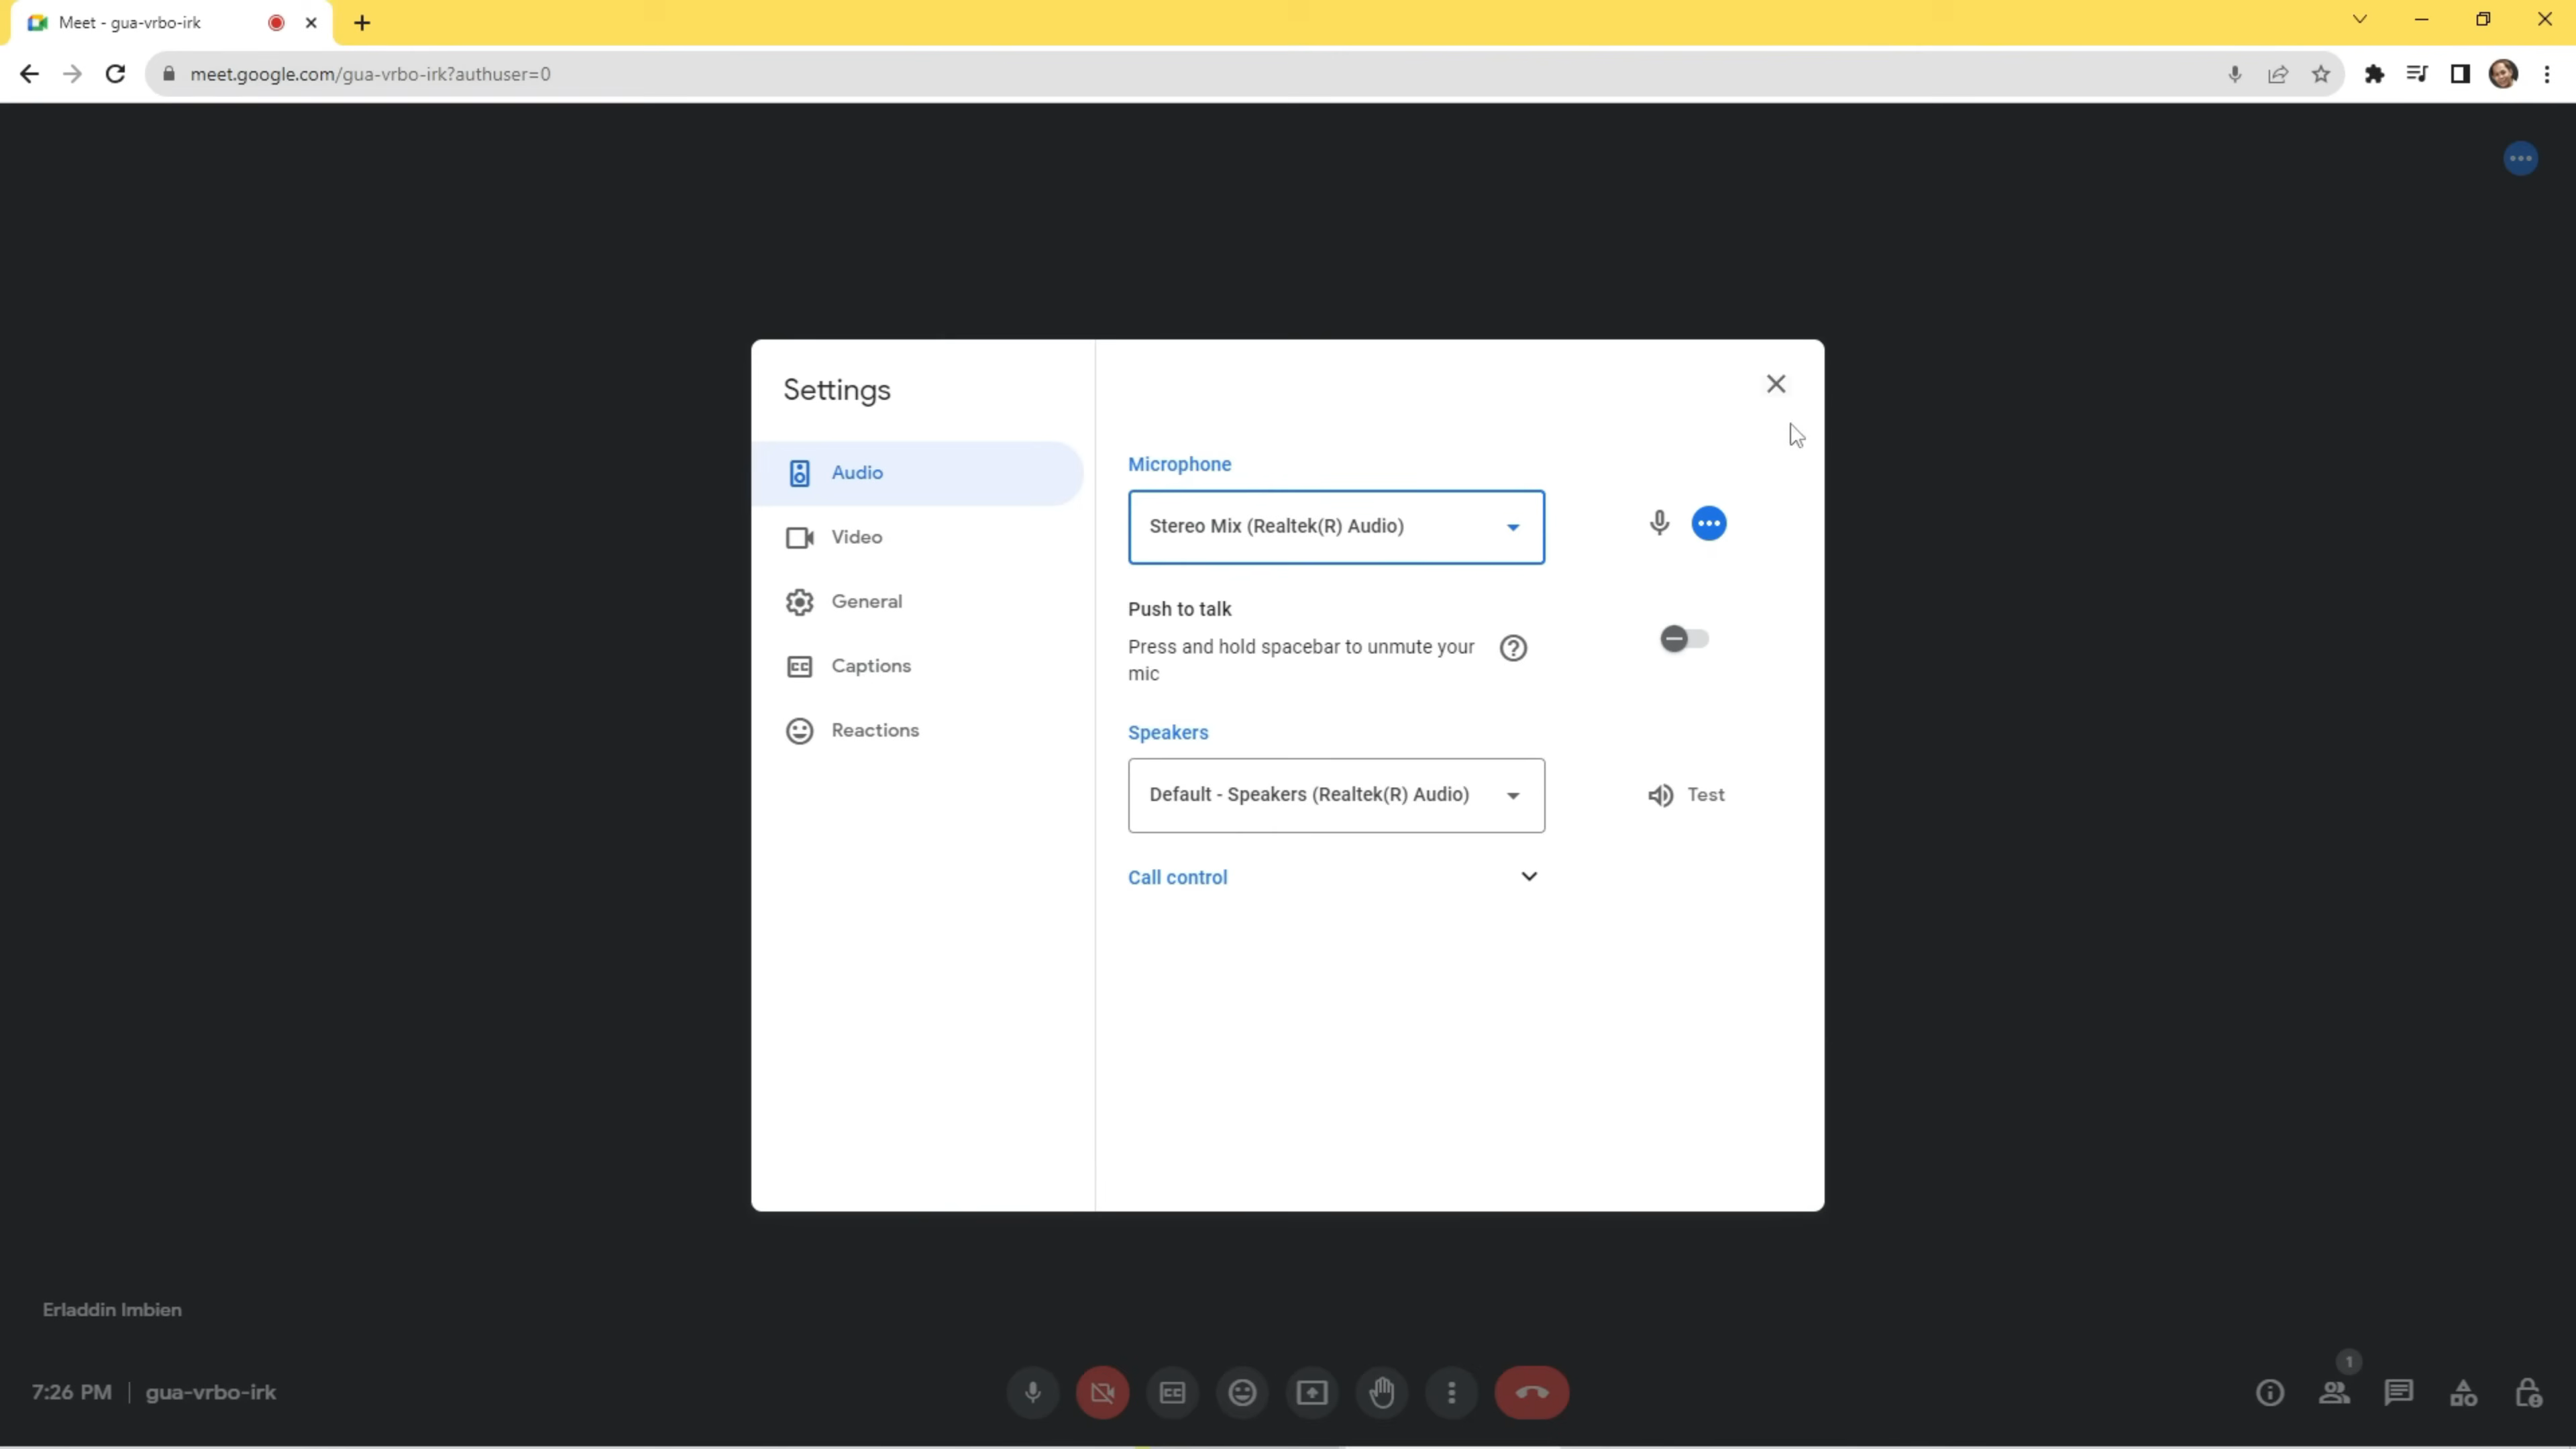 Meet - gua-vrbo-irk
meet.google.com/gua-vrbo-irk?authuser=0
Settings
Audio
Video
General
Captions
Reactions
Microphone
Stereo Mix (Realtek(R) Audio)
Push to talk
Press and hold spacebar to unmute your
mic
Speakers
Default - Speakers (Realtek(R) Audio)
Test
Call control
Erladdin Imbien
7:26 PM | gua-vrbo-irk
1